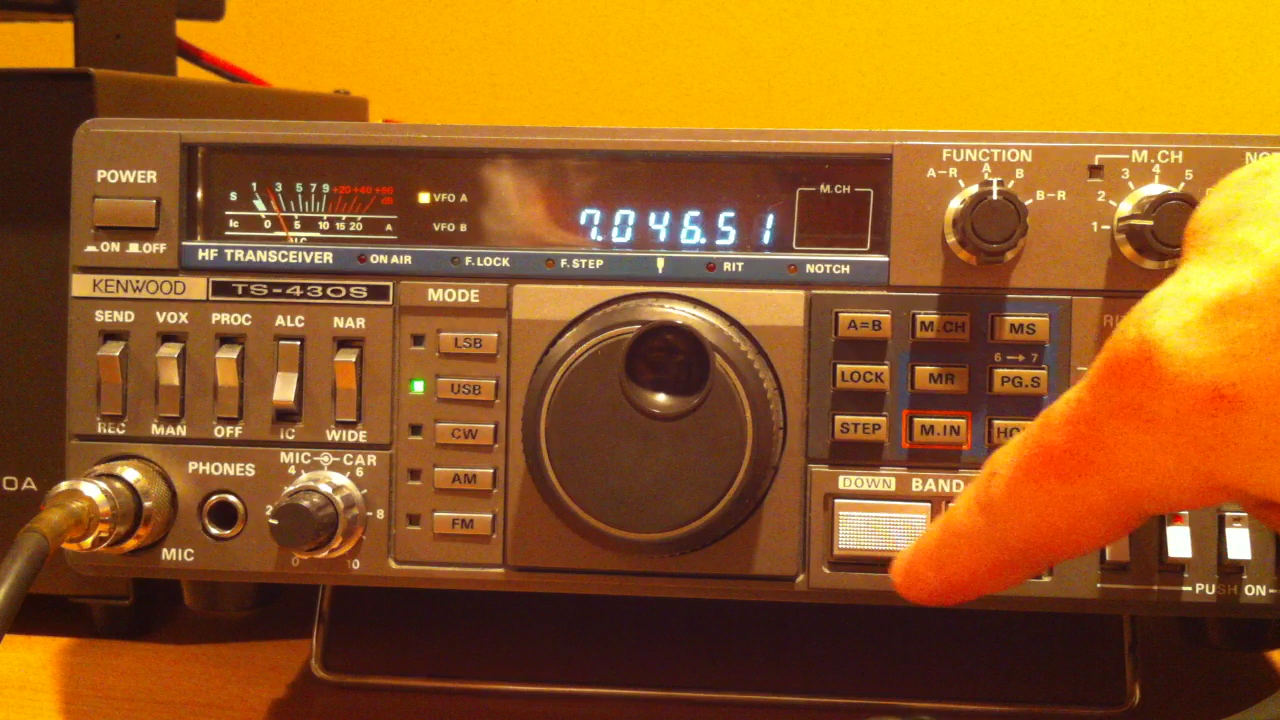 POWER
ON OFF
S 1 3 5 7 9 +20 +40 +60 dB
Ic 0 5 10 15 20 A
ALC
VFO A
VFO B
7.046.51
M.CH
HF TRANSCEIVER ON AIR F.LOCK F.STEP RIT NOTCH
FUNCTION
A-R A B B-R
M.CH
1 2 3 4 5
KENWOOD TS-430S
SEND VOX PROC ALC NAR
REC MAN OFF IC WIDE
MODE
LSB
USB
CW
AM
FM
A=B M.CH MS
6→7
LOCK MR PG.S
STEP M.IN
PHONES
MIC CAR
0 2 4 6 8 10
MIC
DOWN BAND
PUSH ON
0A